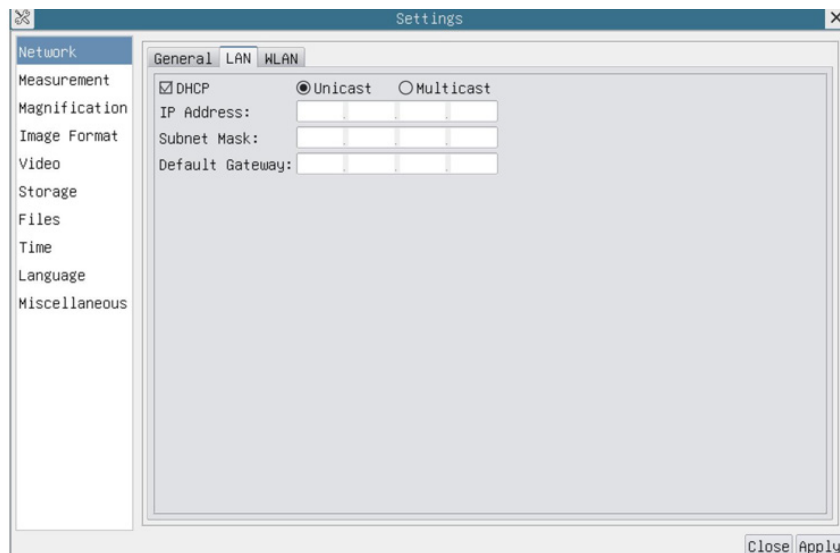 Settings
Network
Measurement
Magnification
Image Format
Video
Storage
Files
Time
Language
Miscellaneous
General LAN WLAN
DHCP Unicast Multicast
IP Address:
Subnet Mask:
Default Gateway:
Close Apply